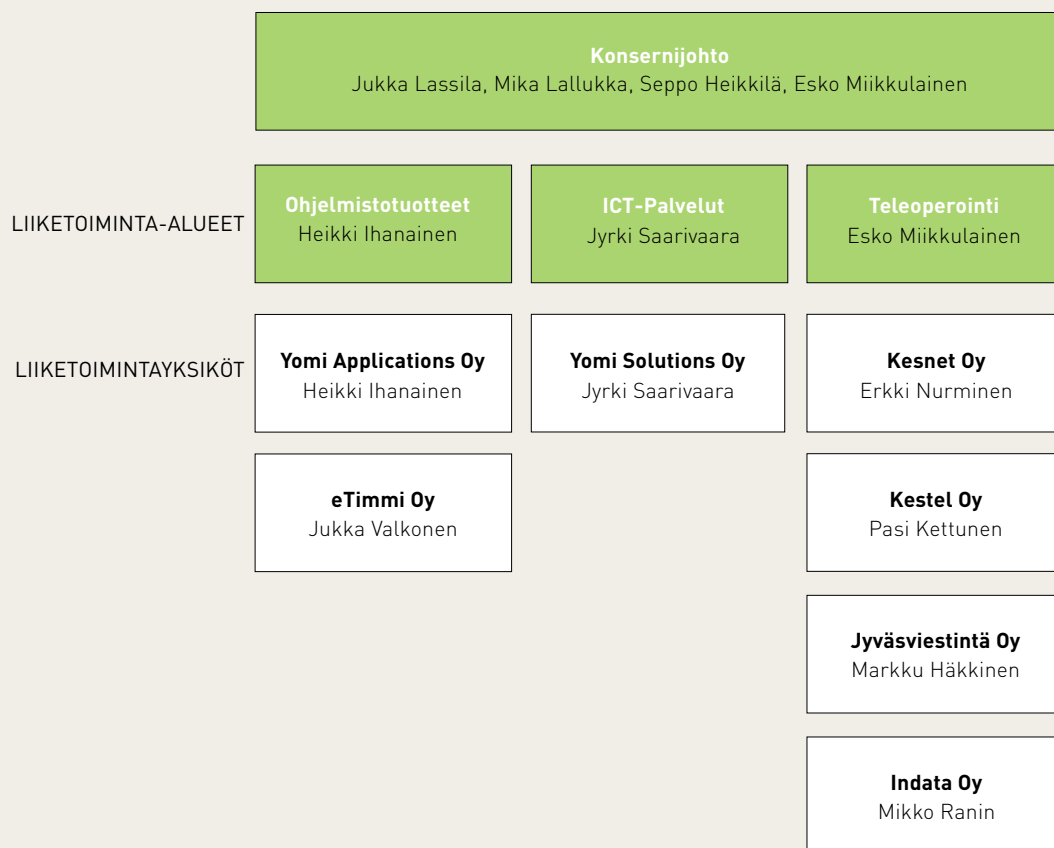 Konsernijohto
Jukka Lassila, Mika Lallukka, Seppo Heikkilä, Esko Miikkulainen
LIIKETOIMINTA-ALUEET
Ohjelmistotuotteet
Heikki Ihanainen
ICT-Palvelut
Jyrki Saarivaara
Teleoperointi
Esko Miikkulainen
LIIKETOIMINTAYKSIKÖT
Yomi Applications Oy
Heikki Ihanainen
Yomi Solutions Oy
Jyrki Saarivaara
Kesnet Oy
Erkki Nurminen
eTimmi Oy
Jukka Valkonen
Kestel Oy
Pasi Kettunen
Jyväsviestintä Oy
Markku Häkkinen
Indata Oy
Mikko Ranin